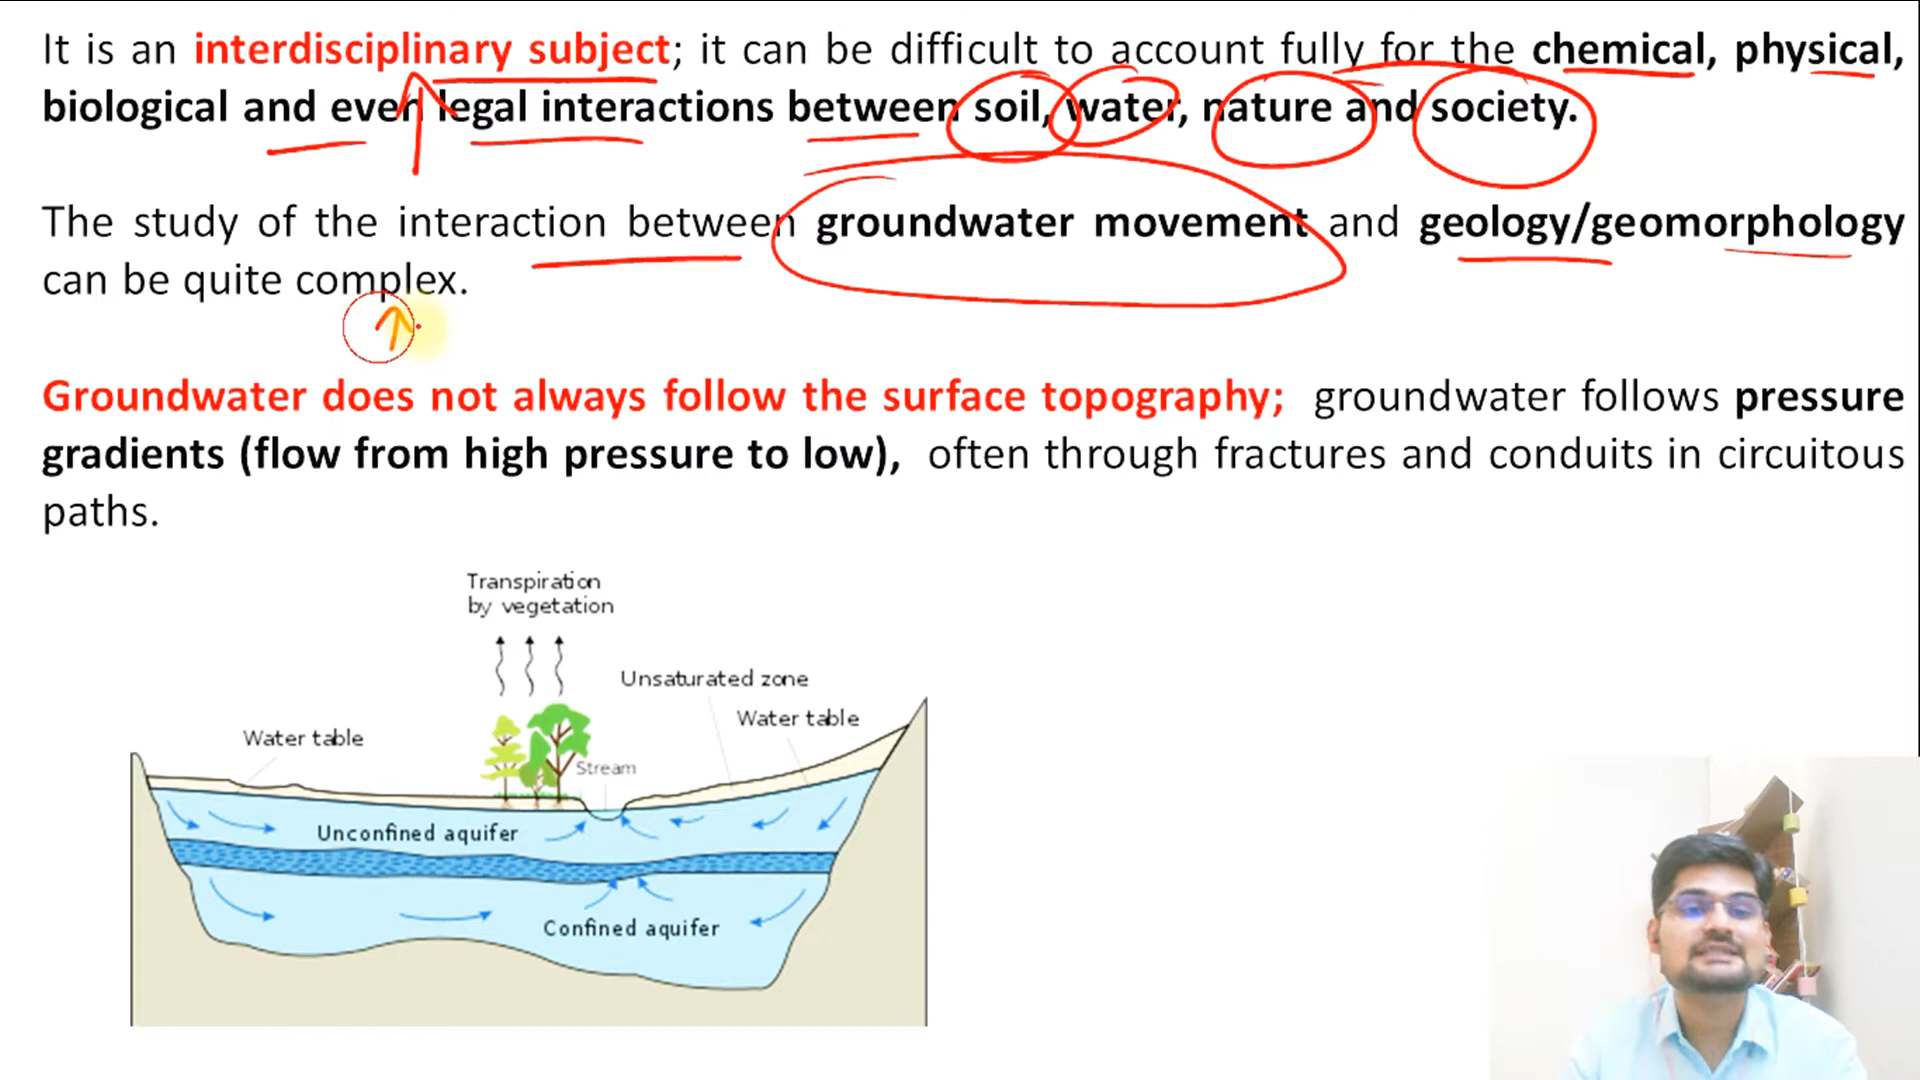 It is an interdisciplinary subject; it can be difficult to account fully for the chemical, physical,
biological and even legal interactions between soil, water, nature and society.
The study of the interaction between groundwater movement and geology/geomorphology
can be quite complex.
Groundwater does not always follow the surface topography; groundwater follows pressure
gradients (flow from high pressure to low), often through fractures and conduits in circuitous
paths.
Transpiration
by vegetation
Unsaturated zone
Water table
Water table
Stream
Unconfined aquifer
Confined aquifer